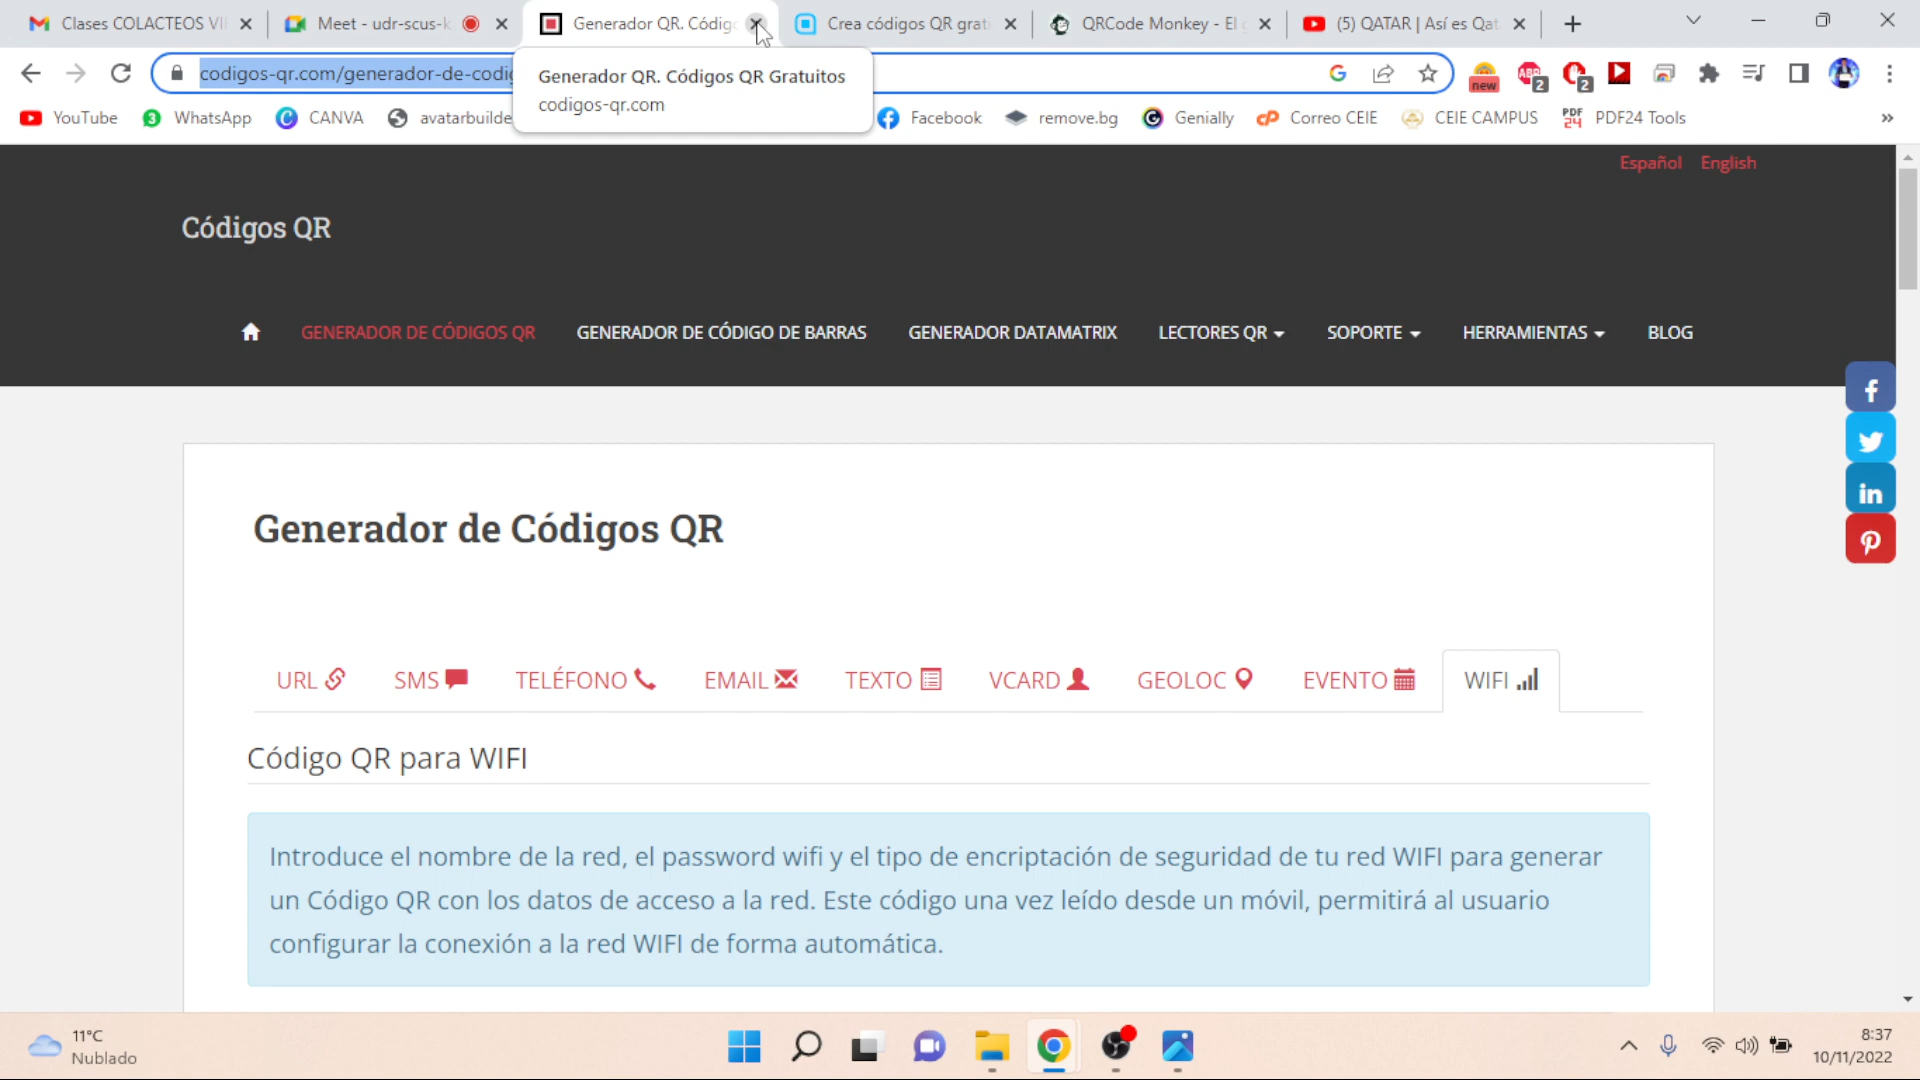 Clases COLACTEOS VI
Meet - udr-scus-k
Generador QR. Códig
Crea códigos QR grat
QRCode Monkey - El g
(5) QATAR | Así es Qat
codigos-qr.com/generador-de-codig
Generador QR. Códigos QR Gratuitos
codigos-qr.com
new
ABP
2
2
YouTube
3
WhatsApp
CANVA
avatarbuilde
Facebook
remove.bg
Genially
Correo CEIE
CEIE CAMPUS
PDF24 Tools
Español English
Códigos QR
GENERADOR DE CÓDIGOS QR
GENERADOR DE CÓDIGO DE BARRAS
GENERADOR DATAMATRIX
LECTORES QR
SOPORTE
HERRAMIENTAS
BLOG
Generador de Códigos QR
URL
SMS
TELÉFONO
EMAIL
TEXTO
VCARD
GEOLOC
EVENTO
WIFI
Código QR para WIFI
Introduce el nombre de la red, el password wifi y el tipo de encriptación de seguridad de tu red WIFI para generar
un Código QR con los datos de acceso a la red. Este código una vez leído desde un móvil, permitirá al usuario
configurar la conexión a la red WIFI de forma automática.
11°C
Nublado
8:37
10/11/2022